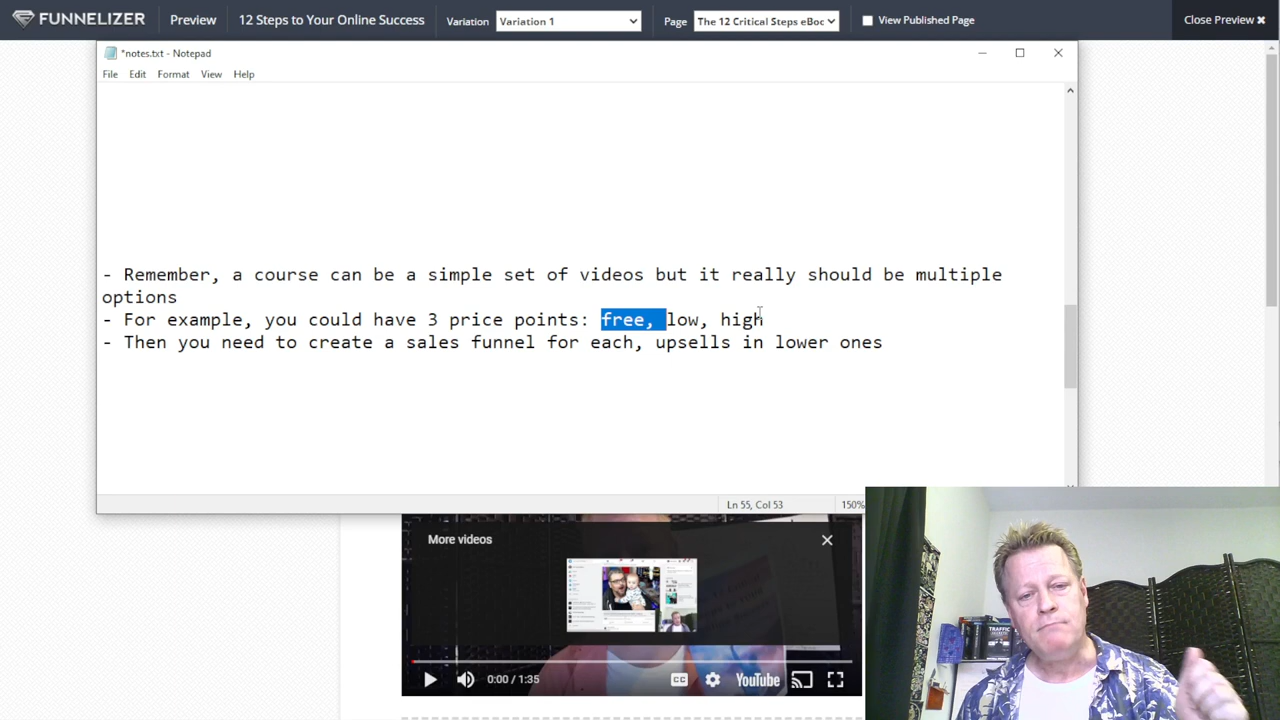 FUNNELIZER Preview 12 Steps to Your Online Success Variation Variation 1 Page The 12 Critical Steps eBoc View Published Page Close Preview ✖
*notes.txt - Notepad
File Edit Format View Help
- Remember, a course can be a simple set of videos but it really should be multiple
options
- For example, you could have 3 price points: free, low, high
- Then you need to create a sales funnel for each, upsells in lower ones
Ln 55, Col 53 150%
More videos
0:00 / 1:35 CC YouTube
TRAFFIC